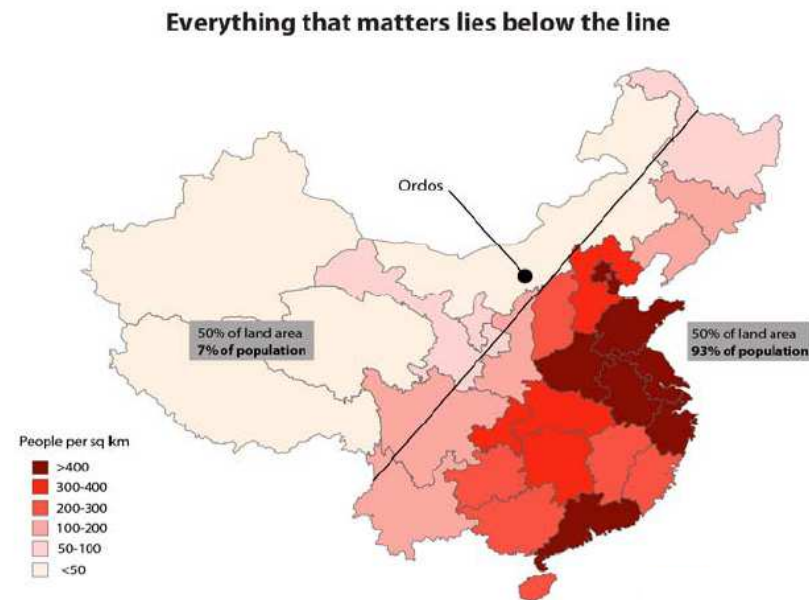 Everything that matters lies below the line
Ordos
50% of land area
7% of population
50% of land area
93% of population
People per sq km
>400
300-400
200-300
100-200
50-100
<50